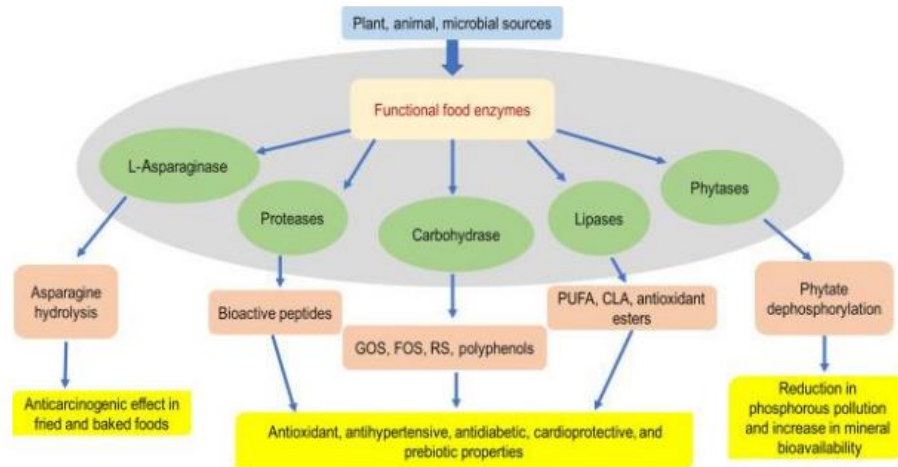 Plant, animal, microbial sources
Functional food enzymes
L-Asparaginase
Proteases
Carbohydrase
Lipases
Phytases
Asparagine
hydrolysis
Bioactive peptides
GOS, FOS, RS, polyphenols
PUFA, CLA, antioxidant
esters
Phytate
dephosphorylation
Anticarcinogenic effect in
fried and baked foods
Antioxidant, antihypertensive, antidiabetic, cardioprotective, and
prebiotic properties
Reduction in
phosphorous pollution
and increase in mineral
bioavailability